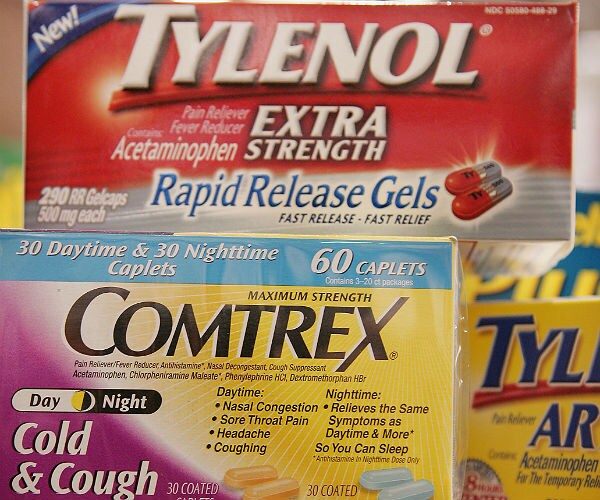 New!
NDC 50580-488-29
TYLENOL®
Pain Reliever
Fever Reducer
Contains:
Acetaminophen
EXTRA
STRENGTH
290 RR Gelcaps
500 mg each
Rapid Release Gels
FAST RELEASE - FAST RELIEF
30 Daytime & 30 Nighttime
Caplets
60 CAPLETS
Contains 3-20 ct packages
MAXIMUM STRENGTH
COMTREX®
Pain Reliever/Fever Reducer, Antihistamine*, Nasal Decongestant, Cough Suppressant
Acetaminophen, Chlorpheniramine Maleate*, Phenylephrine HCl, Dextromethorphan HBr
Day Night
Cold
& Cough
Daytime:
• Nasal Congestion
• Sore Throat Pain
• Headache
• Coughing
Nighttime:
• Relieves the Same
Symptoms as
Daytime & More*
So You Can Sleep
*Antihistamine in Nighttime Dose Only
30 COATED
CAPLETS
30 COATED
TYL
Pain Reliever
AR
Contains:
Acetaminophen
For The Temporary
8
HOURS